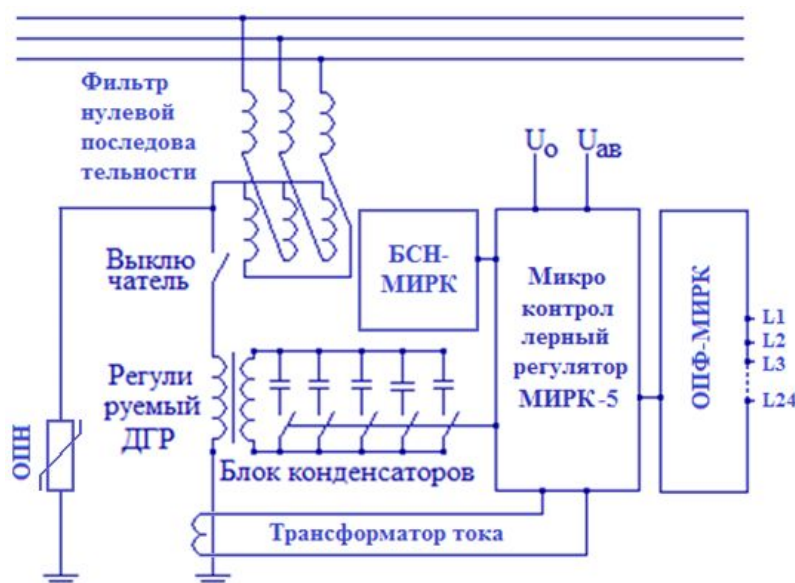 Фильтр
нулевой
последова
тельности
U₀
Uав
Выклю
чатель
БСН-
МИРК
Микро
контрол
лерный
регулятор
МИРК-5
ОПФ-МИРК
L1
L2
L3
L24
Регули
руемый
ДГР
ОПН
Блок конденсаторов
Трансформатор тока